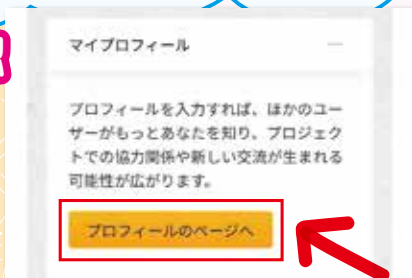 マイプロフィール
プロフィールを入力すれば、ほかのユー
ザーがもっとあなたを知り、プロジェク
トでの協力関係や新しい交流が生まれる
可能性が広がります。
プロフィールのページへ